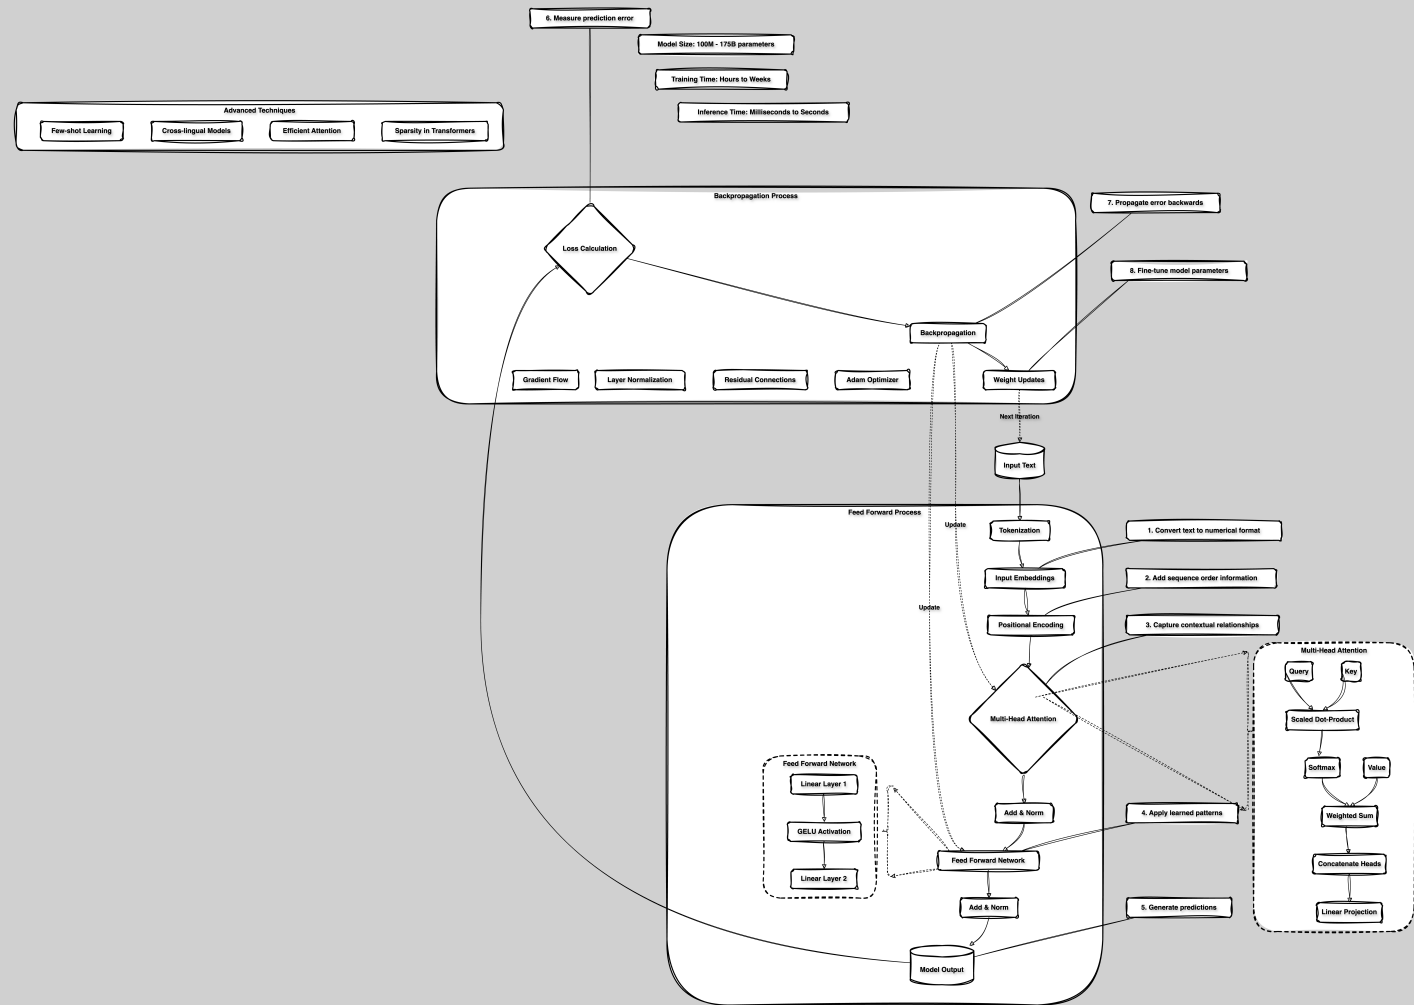 6. Measure prediction error
Model Size: 100M - 175B parameters
Training Time: Hours to Weeks
Inference Time: Milliseconds to Seconds
Advanced Techniques
Few-shot Learning
Cross-lingual Models
Efficient Attention
Sparsity in Transformers
Backpropagation Process
7. Propagate error backwards
Loss Calculation
8. Fine-tune model parameters
Backpropagation
Gradient Flow
Layer Normalization
Residual Connections
Adam Optimizer
Weight Updates
Next Iteration
Input Text
Feed Forward Process
Update
Tokenization
1. Convert text to numerical format
Input Embeddings
2. Add sequence order information
Update
Positional Encoding
3. Capture contextual relationships
Multi-Head Attention
Query
Key
Scaled Dot-Product
Softmax
Value
Weighted Sum
Concatenate Heads
Linear Projection
Multi-Head Attention
Feed Forward Network
Linear Layer 1
GELU Activation
Linear Layer 2
Add & Norm
4. Apply learned patterns
Feed Forward Network
Add & Norm
5. Generate predictions
Model Output